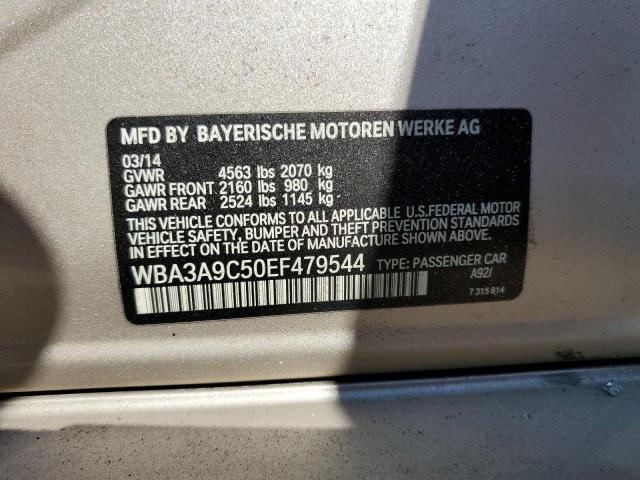 MFD BY BAYERISCHE MOTOREN WERKE AG
03/14
GVWR 4563 lbs 2070 kg
GAWR FRONT 2160 lbs 980 kg
GAWR REAR 2524 lbs 1145 kg
THIS VEHICLE CONFORMS TO ALL APPLICABLE U.S.FEDERAL MOTOR
VEHICLE SAFETY, BUMPER AND THEFT PREVENTION STANDARDS
IN EFFECT ON THE DATE OF MANUFACTURE SHOWN ABOVE.
WBA3A9C50EF479544 TYPE: PASSENGER CAR
A92/
7 315 814